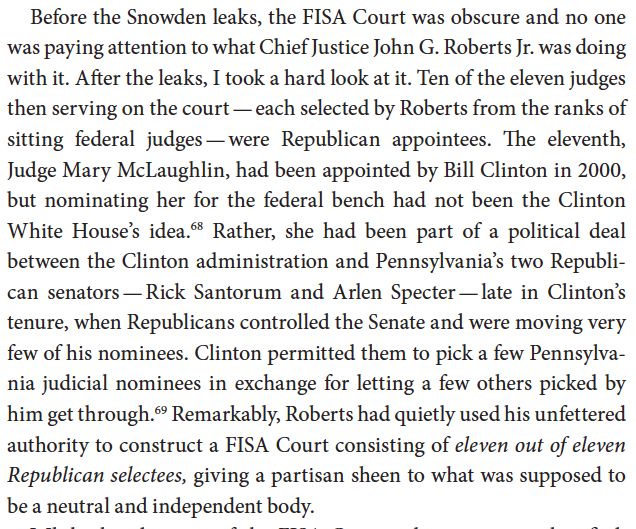 Before the Snowden leaks, the FISA Court was obscure and no one
was paying attention to what Chief Justice John G. Roberts Jr. was doing
with it. After the leaks, I took a hard look at it. Ten of the eleven judges
then serving on the court — each selected by Roberts from the ranks of
sitting federal judges — were Republican appointees. The eleventh,
Judge Mary McLaughlin, had been appointed by Bill Clinton in 2000,
but nominating her for the federal bench had not been the Clinton
White House’s idea.⁶⁸ Rather, she had been part of a political deal
between the Clinton administration and Pennsylvania’s two Republi-
can senators — Rick Santorum and Arlen Specter — late in Clinton’s
tenure, when Republicans controlled the Senate and were moving very
few of his nominees. Clinton permitted them to pick a few Pennsylva-
nia judicial nominees in exchange for letting a few others picked by
him get through.⁶⁹ Remarkably, Roberts had quietly used his unfettered
authority to construct a FISA Court consisting of eleven out of eleven
Republican selectees, giving a partisan sheen to what was supposed to
be a neutral and independent body.